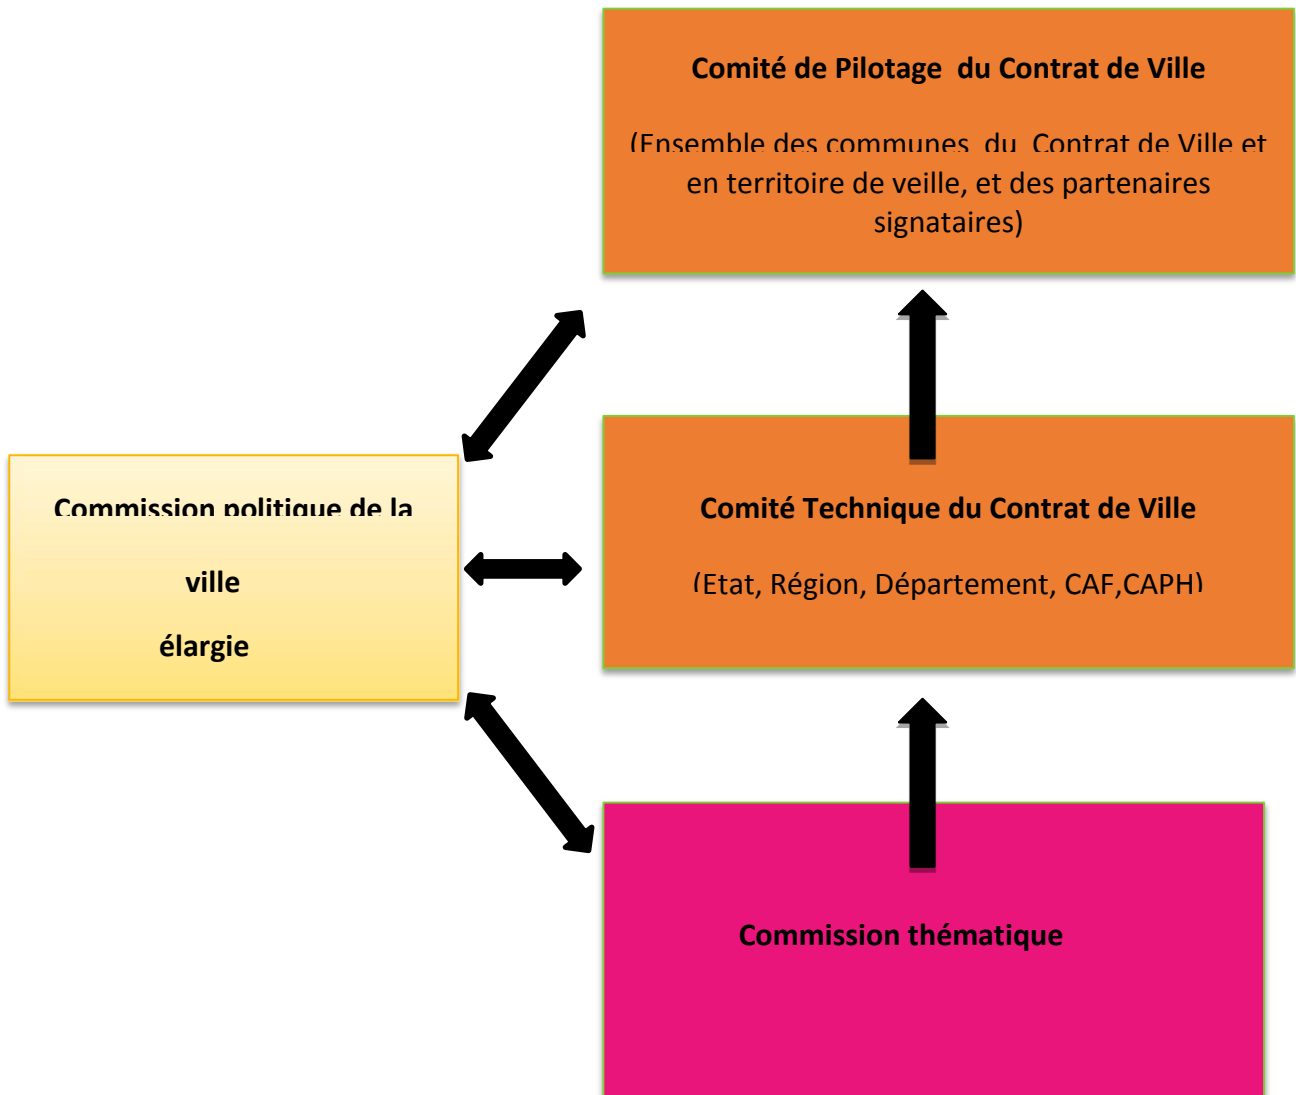 Comité de Pilotage du Contrat de Ville
(Ensemble des communes du Contrat de Ville et
en territoire de veille, et des partenaires
signataires)
Commission politique de la
ville
élargie
Comité Technique du Contrat de Ville
(Etat, Région, Département, CAF,CAPH)
Commission thématique